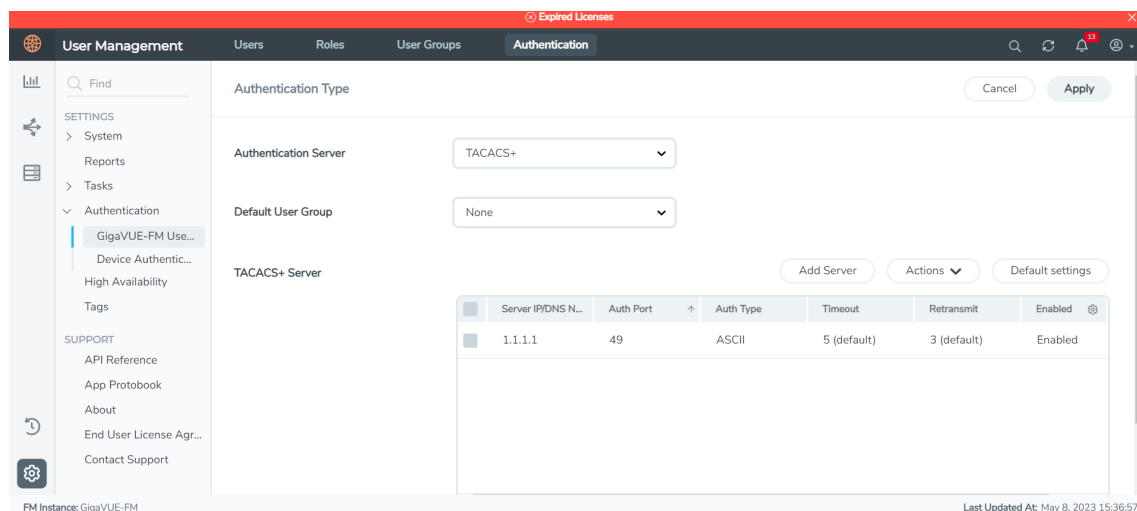 Expired Licenses
User Management
Users
Roles
User Groups
Authentication
13
Find
Authentication Type
Cancel
Apply
SETTINGS
System
Reports
Tasks
Authentication
GigaVUE-FM Use...
Device Authentic...
High Availability
Tags
SUPPORT
API Reference
App Protobook
About
End User License Agr...
Contact Support
Authentication Server
TACACS+
Default User Group
None
TACACS+ Server
Add Server
Actions
Default settings
Server IP/DNS N... Auth Port Auth Type Timeout Retransmit Enabled
1.1.1.1 49 ASCII 5 (default) 3 (default) Enabled
FM Instance: GigaVUE-FM
Last Updated At: May 8, 2023 15:36:57